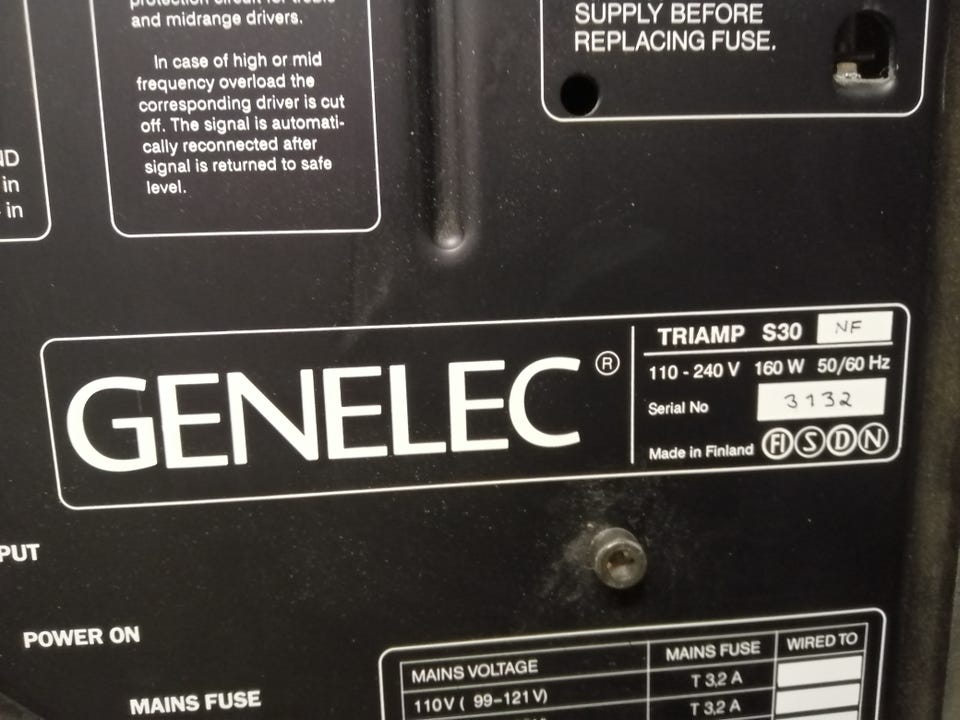 and midrange drivers.
In case of high or mid
frequency overload the
corresponding driver is cut
off. The signal is automati-
cally reconnected after
signal is returned to safe
level.
SUPPLY BEFORE
REPLACING FUSE.
in
in
GENELEC ®
TRIAMP S30 NF
110 - 240 V 160 W 50/60 Hz
Serial No 3132
Made in Finland FI S D N
POWER ON
MAINS FUSE
MAINS VOLTAGE MAINS FUSE WIRED TO
110V ( 99-121 V) T 3,2 A
T 3,2 A